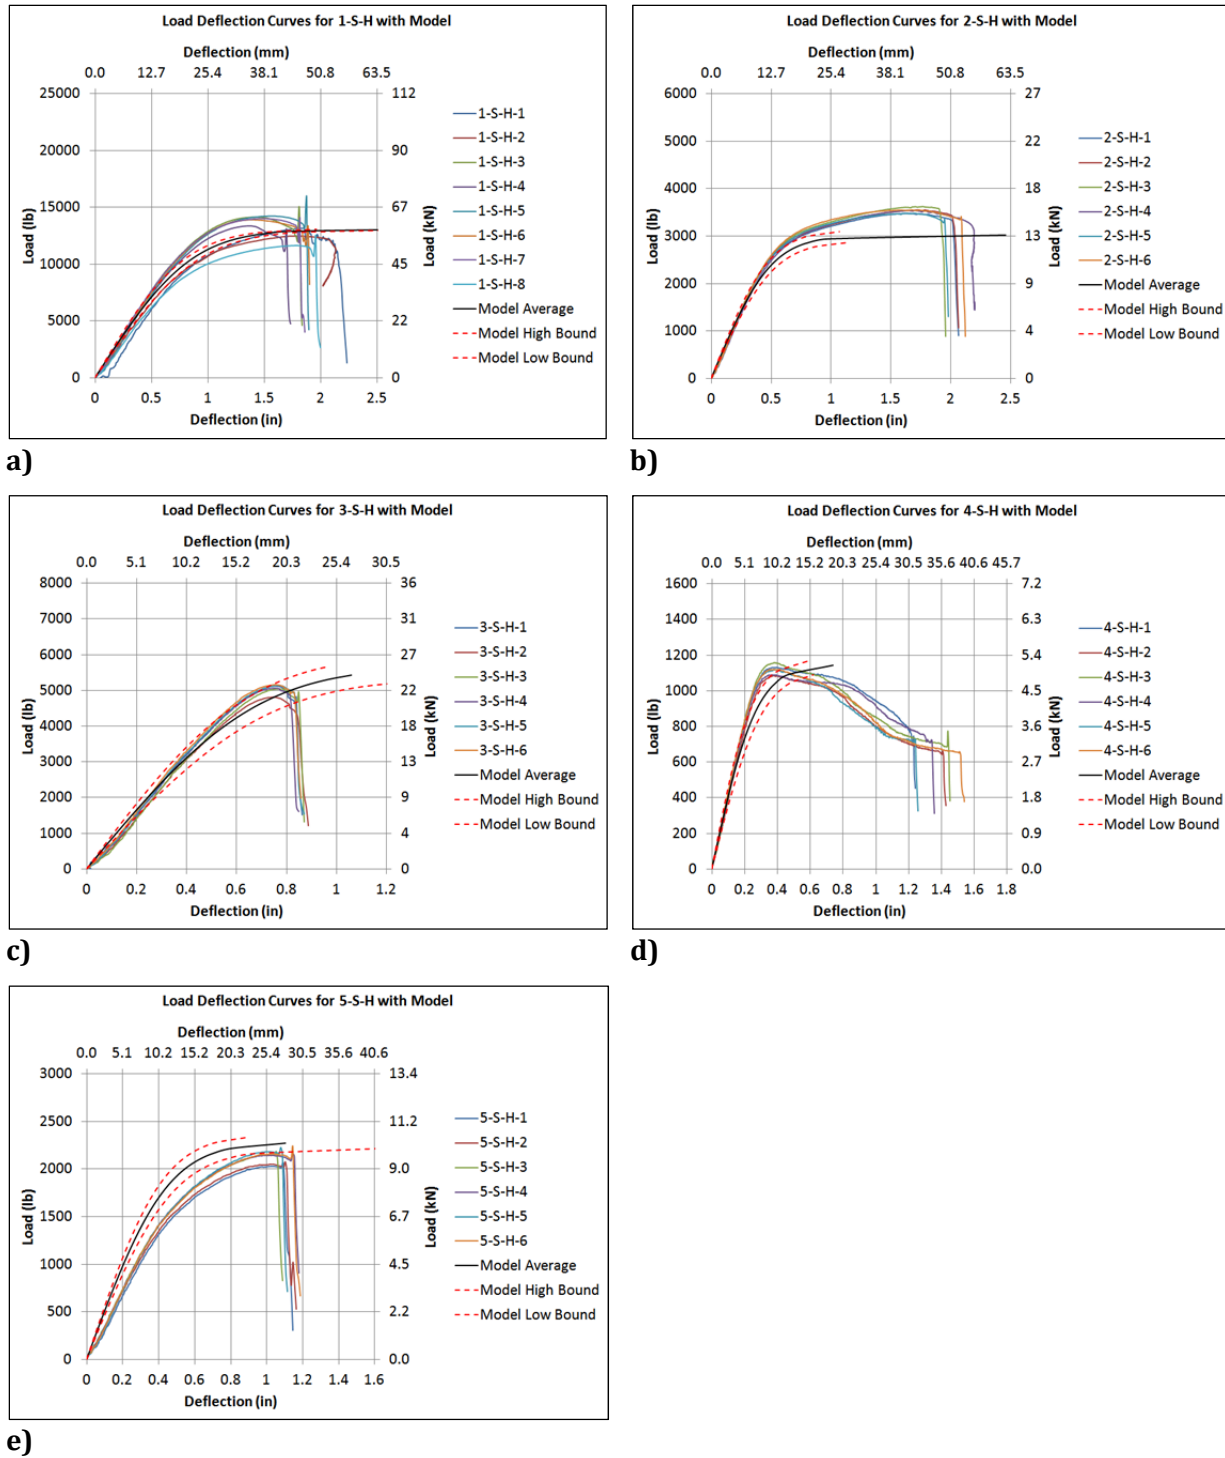 Load Deflection Curves for 1-S-H with Model
Deflection (mm)
0.0 12.7 25.4 38.1 50.8 63.5
25000 112
20000 90
15000 67
10000 45
5000 22
0 0
Load (lb)
Load (kN)
0 0.5 1 1.5 2 2.5
Deflection (in)
1-S-H-1
1-S-H-2
1-S-H-3
1-S-H-4
1-S-H-5
1-S-H-6
1-S-H-7
1-S-H-8
Model Average
Model High Bound
Model Low Bound
a)
Load Deflection Curves for 2-S-H with Model
Deflection (mm)
0.0 12.7 25.4 38.1 50.8 63.5
6000 27
5000 22
4000 18
3000 13
2000 9
1000 4
0 0
Load (lb)
Load (kN)
0 0.5 1 1.5 2 2.5
Deflection (in)
2-S-H-1
2-S-H-2
2-S-H-3
2-S-H-4
2-S-H-5
2-S-H-6
Model Average
Model High Bound
Model Low Bound
b)
Load Deflection Curves for 3-S-H with Model
Deflection (mm)
0.0 5.1 10.2 15.2 20.3 25.4 30.5
8000 36
7000 31
6000 27
5000 22
4000 18
3000 13
2000 9
1000 4
0 0
Load (lb)
Load (kN)
0 0.2 0.4 0.6 0.8 1 1.2
Deflection (in)
3-S-H-1
3-S-H-2
3-S-H-3
3-S-H-4
3-S-H-5
3-S-H-6
Model Average
Model High Bound
Model Low Bound
c)
Load Deflection Curves for 4-S-H with Model
Deflection (mm)
0.0 5.1 10.2 15.2 20.3 25.4 30.5 35.6 40.6 45.7
1600 7.2
1400 6.3
1200 5.4
1000 4.5
800 3.6
600 2.7
400 1.8
200 0.9
0 0.0
Load (lb)
Load (kN)
0 0.2 0.4 0.6 0.8 1 1.2 1.4 1.6 1.8
Deflection (in)
4-S-H-1
4-S-H-2
4-S-H-3
4-S-H-4
4-S-H-5
4-S-H-6
Model Average
Model High Bound
Model Low Bound
d)
Load Deflection Curves for 5-S-H with Model
Deflection (mm)
0.0 5.1 10.2 15.2 20.3 25.4 30.5 35.6 40.6
3000 13.4
2500 11.2
2000 9.0
1500 6.7
1000 4.5
500 2.2
0 0.0
Load (lb)
Load (kN)
0 0.2 0.4 0.6 0.8 1 1.2 1.4 1.6
Deflection (in)
5-S-H-1
5-S-H-2
5-S-H-3
5-S-H-4
5-S-H-5
5-S-H-6
Model Average
Model High Bound
Model Low Bound
e)